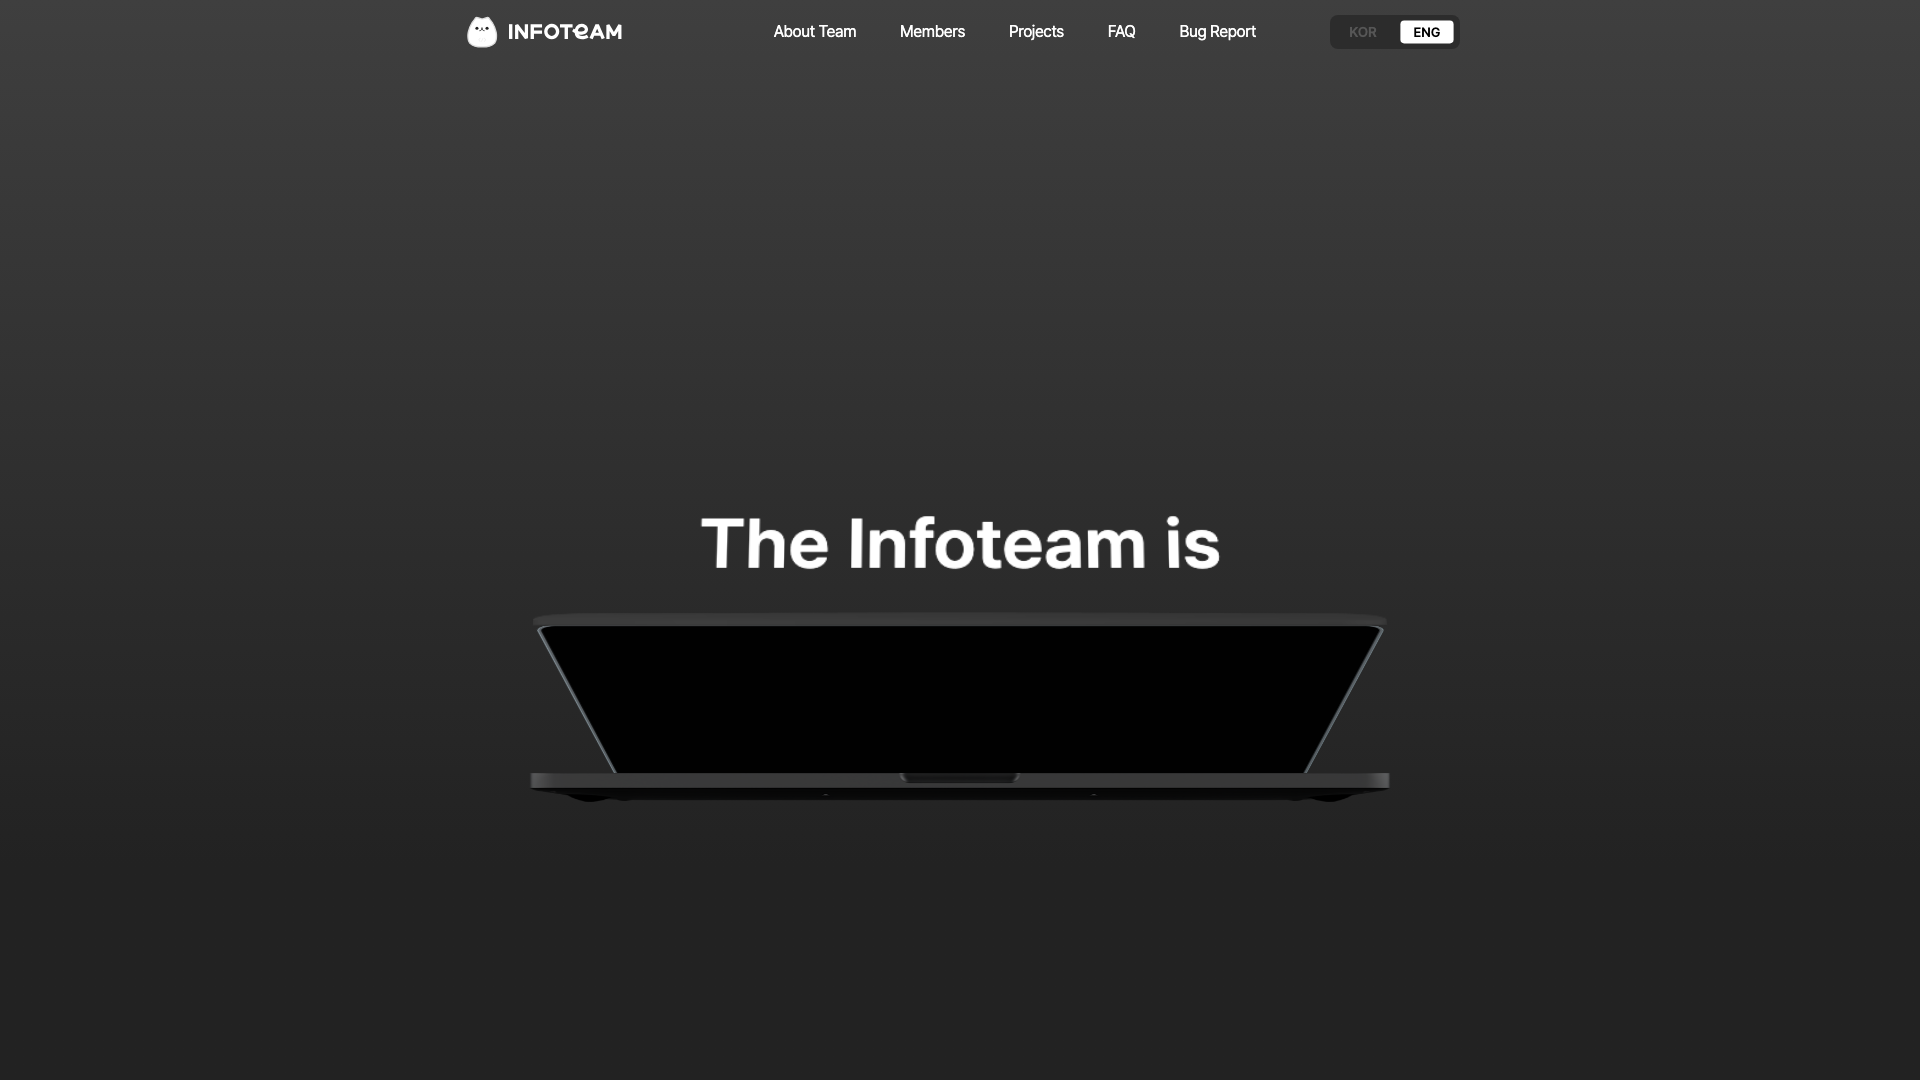 INFOTEAM
About Team
Members
Projects
FAQ
Bug Report
KOR
ENG
The Infoteam is